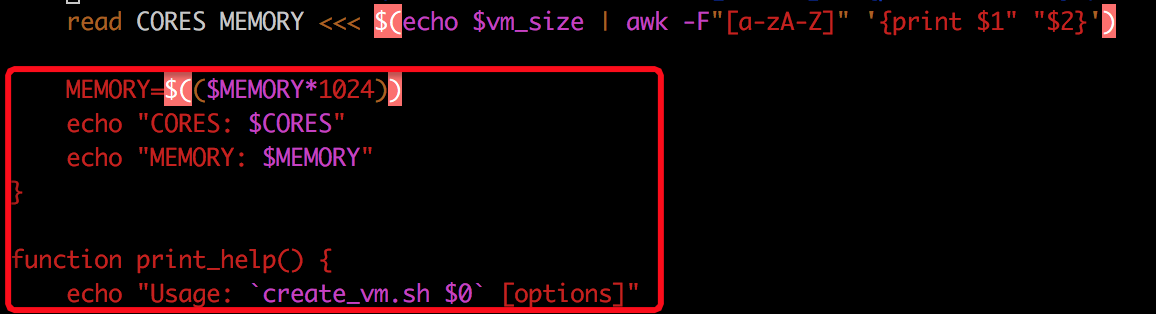 read CORES MEMORY <<< $(echo $vm_size | awk -F"[a-zA-Z]" '{print $1" "$2}')
MEMORY=$(($MEMORY*1024))
echo "CORES: $CORES"
echo "MEMORY: $MEMORY"
}
function print_help() {
echo "Usage: `create_vm.sh $0` [options]"